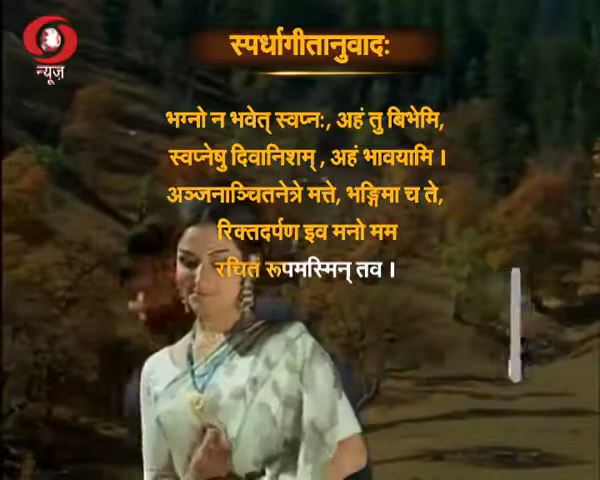 स्पर्धागीतानुवादः
न्यूज़
भग्नो न भवेत् स्वप्नः, अहं तु बिभेमि,
स्वप्नेषु दिवानिशम् , अहं भावयामि ।
अञ्जनाञ्चितनेत्रे मत्ते, भङ्गिमा च ते,
रिक्तदर्पण इव मनो मम
रचित रूपमस्मिन् तव ।